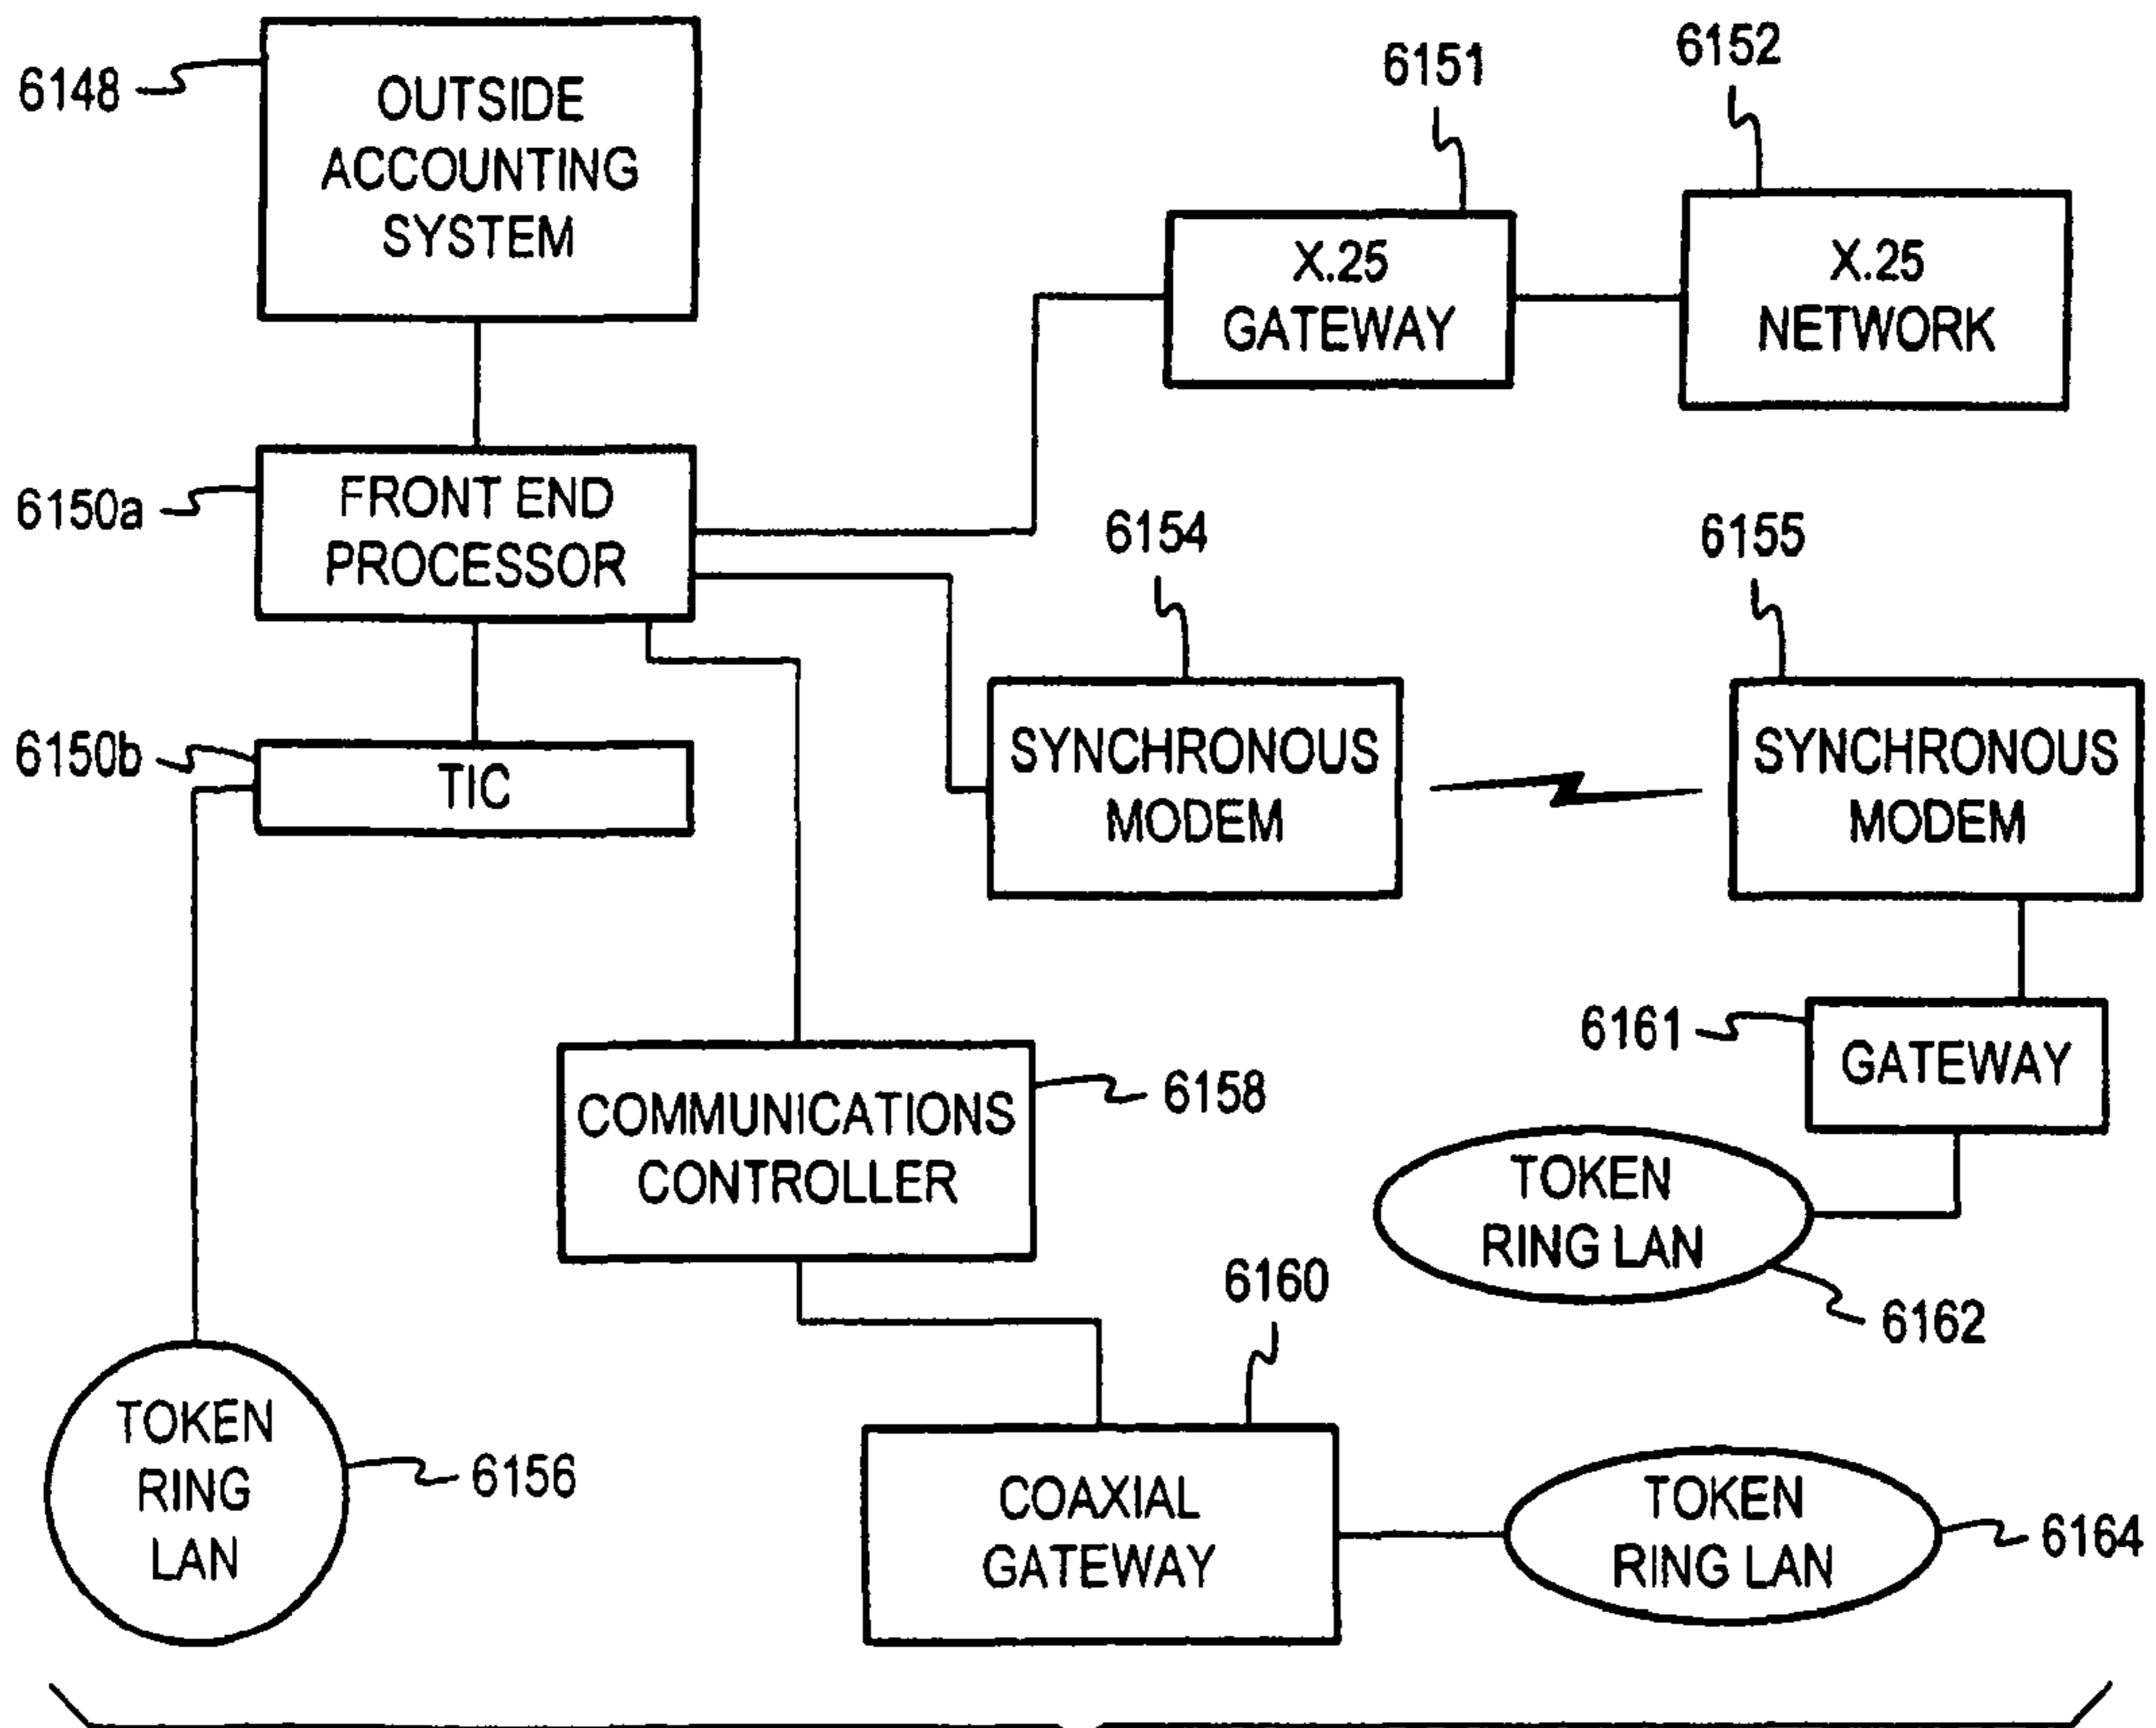 6148
OUTSIDE
ACCOUNTING
SYSTEM
6151
X.25
GATEWAY
6152
X.25
NETWORK
6150a
FRONT END
PROCESSOR
6154
SYNCHRONOUS
MODEM
6155
SYNCHRONOUS
MODEM
6150b
TIC
6161
GATEWAY
COMMUNICATIONS
CONTROLLER
6158
TOKEN
RING LAN
6162
6160
COAXIAL
GATEWAY
TOKEN
RING
LAN
6156
TOKEN
RING LAN
6164